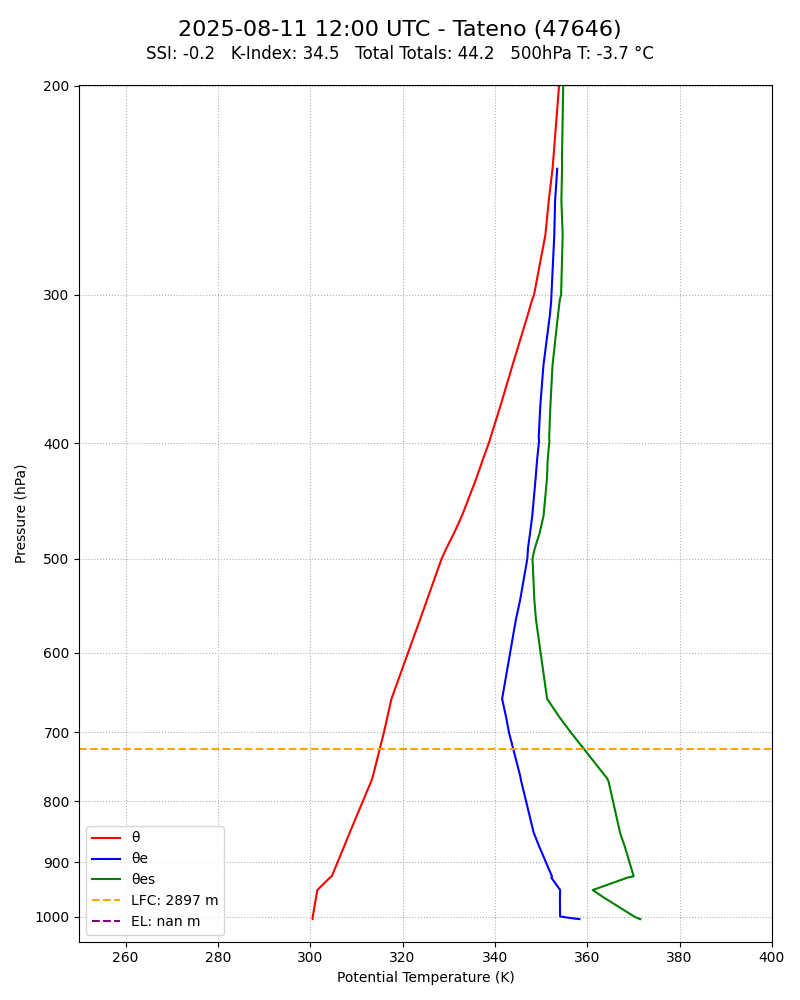 2025-08-11 12:00 UTC - Tateno (47646)
SSI: -0.2   K-Index: 34.5   Total Totals: 44.2   500hPa T: -3.7 °C
200
300
400
500
600
700
800
900
1000
Pressure (hPa)
θ
θe
θes
LFC: 2897 m
EL: nan m
260 280 300 320 340 360 380 400
Potential Temperature (K)